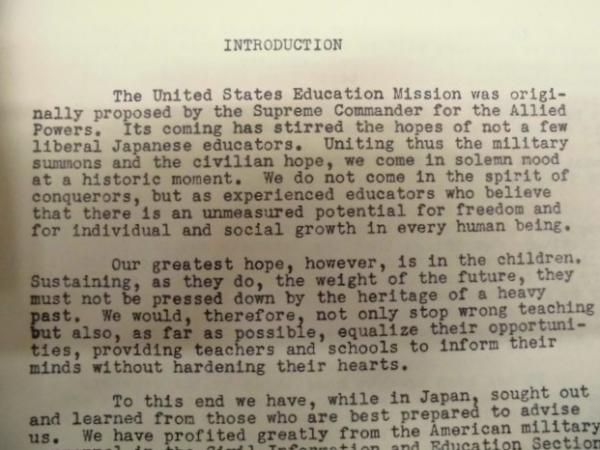 INTRODUCTION
The United States Education Mission was origi-
nally proposed by the Supreme Commander for the Allied
Powers. Its coming has stirred the hopes of not a few
liberal Japanese educators. Uniting thus the military
summons and the civilian hope, we come in solemn mood
at a historic moment. We do not come in the spirit of
conquerors, but as experienced educators who believe
that there is an unmeasured potential for freedom and
for individual and social growth in every human being.
Our greatest hope, however, is in the children.
Sustaining, as they do, the weight of the future, they
must not be pressed down by the heritage of a heavy
past. We would, therefore, not only stop wrong teaching
but also, as far as possible, equalize their opportuni-
ties, providing teachers and schools to inform their
minds without hardening their hearts.
To this end we have, while in Japan, sought out
and learned from those who are best prepared to advise
us. We have profited greatly from the American military
in the Civil Information and Education Section